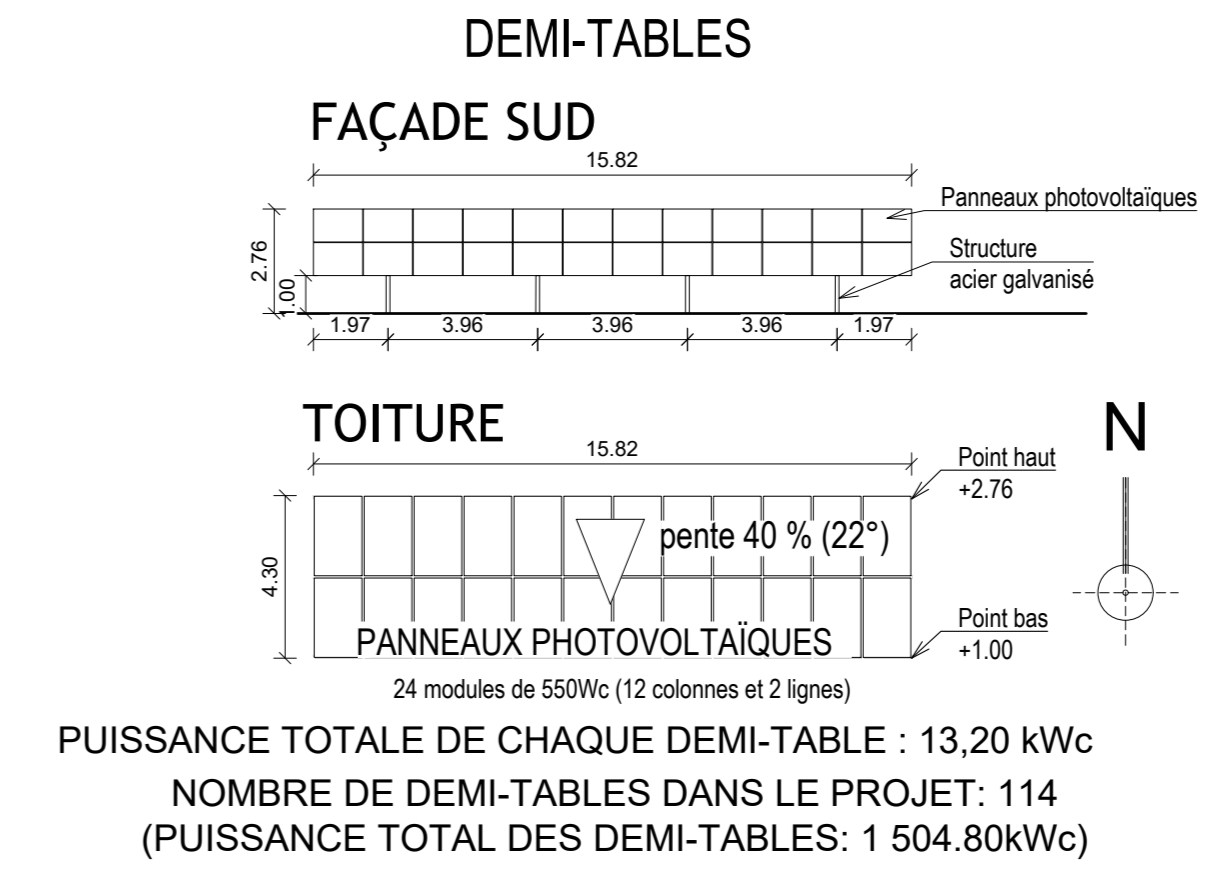 DEMI-TABLES
FAÇADE SUD
15.82
Panneaux photovoltaïques
Structure
acier galvanisé
2.76
1.00
1.97 3.96 3.96 3.96 1.97
TOITURE
15.82
N
Point haut
+2.76
pente 40 % (22°)
4.30
Point bas
+1.00
PANNEAUX PHOTOVOLTAÏQUES
24 modules de 550Wc (12 colonnes et 2 lignes)
PUISSANCE TOTALE DE CHAQUE DEMI-TABLE : 13,20 kWc
NOMBRE DE DEMI-TABLES DANS LE PROJET: 114
(PUISSANCE TOTAL DES DEMI-TABLES: 1 504.80kWc)